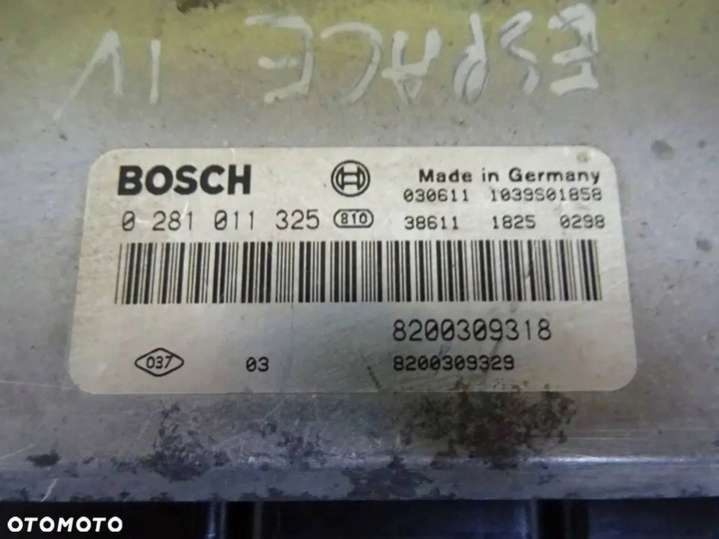 ESPACE IV
BOSCH
Made in Germany
030611 1039S01858
0 281 011 325 810
38611 1825 0298
8200309318
037 03 8200309329
OTOMOTO